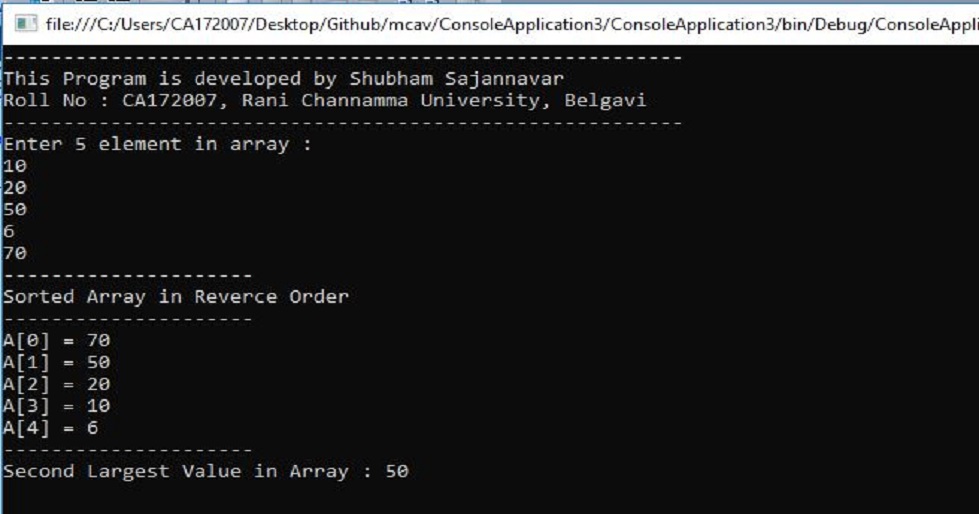 file:///C:/Users/CA172007/Desktop/Github/mcav/ConsoleApplication3/ConsoleApplication3/bin/Debug/ConsoleAppli
---------------------------------------------------------
This Program is developed by Shubham Sajannavar
Roll No : CA172007, Rani Channamma University, Belgavi
---------------------------------------------------------
Enter 5 element in array :
10
20
50
6
70
---------------------
Sorted Array in Reverce Order
---------------------
A[0] = 70
A[1] = 50
A[2] = 20
A[3] = 10
A[4] = 6
---------------------
Second Largest Value in Array : 50